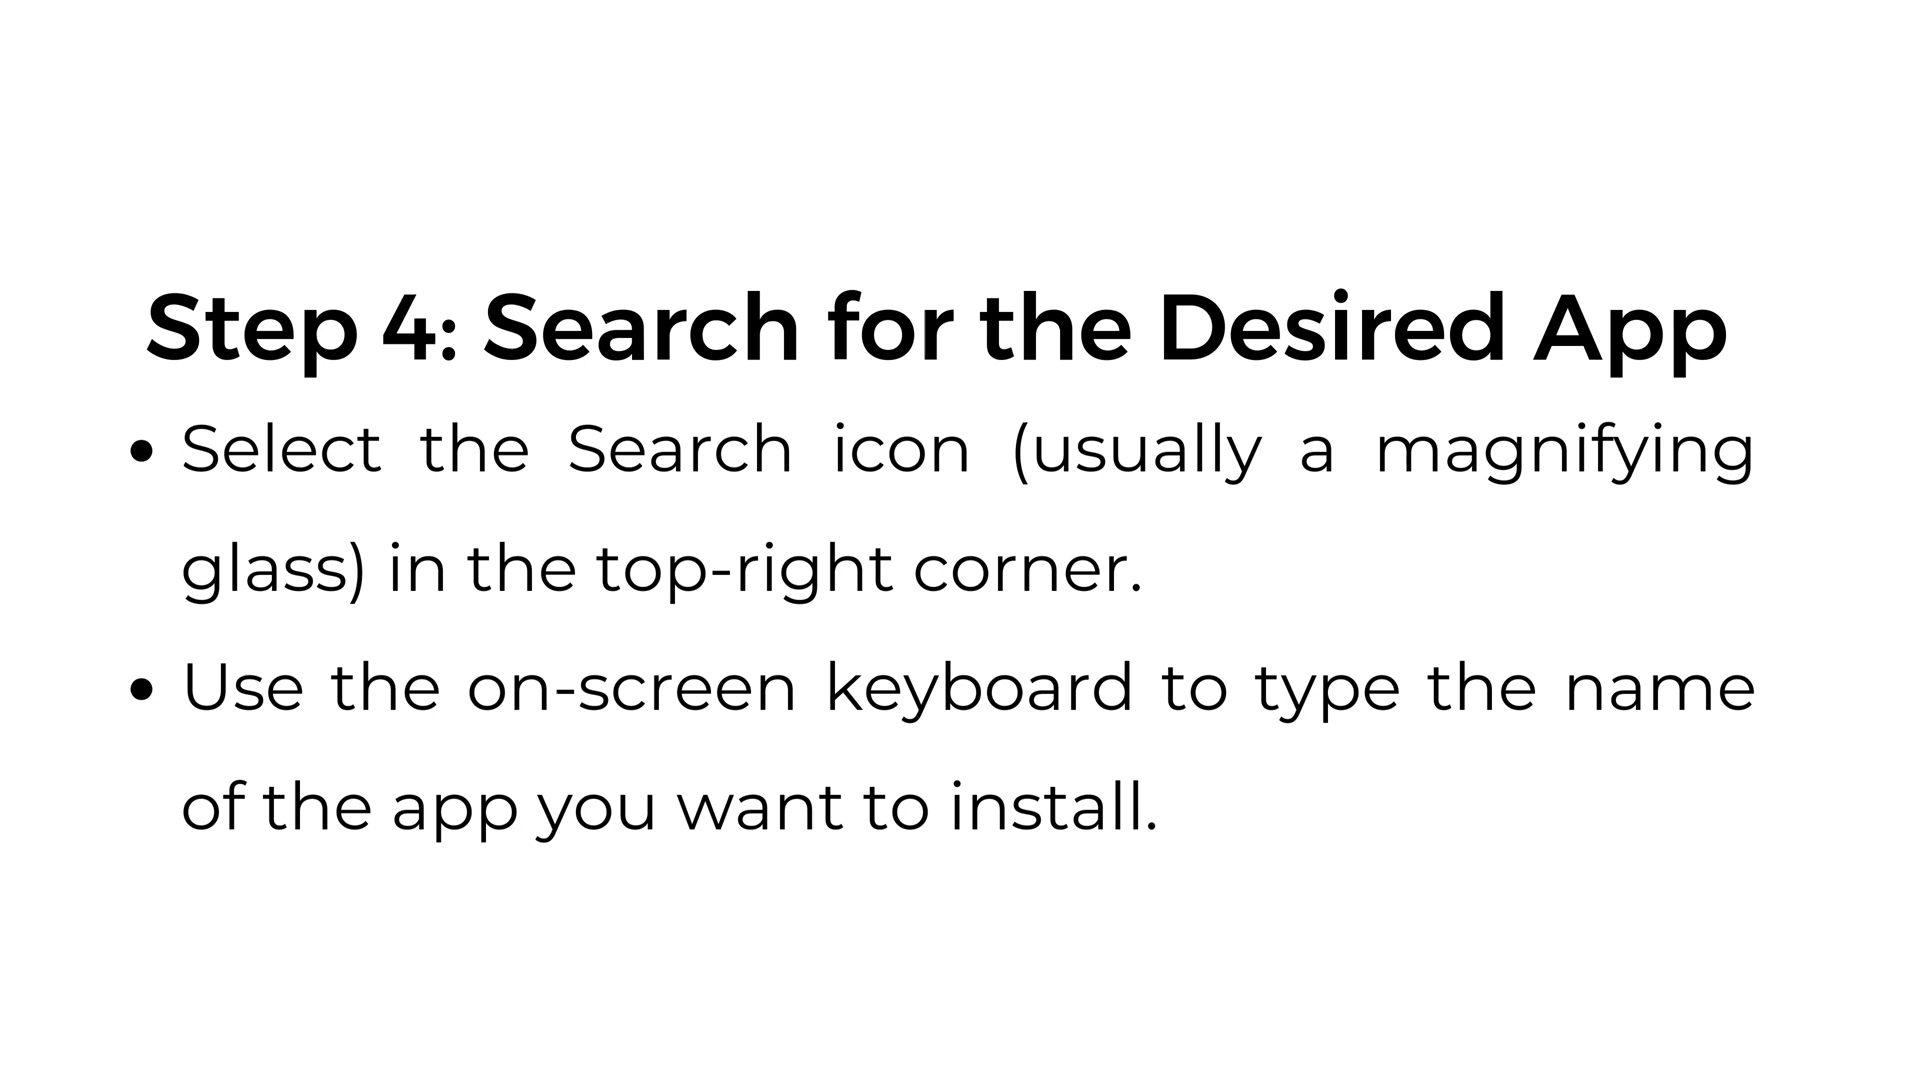 Step 4: Search for the Desired App
• Select the Search icon (usually a magnifying
glass) in the top-right corner.
• Use the on-screen keyboard to type the name
of the app you want to install.